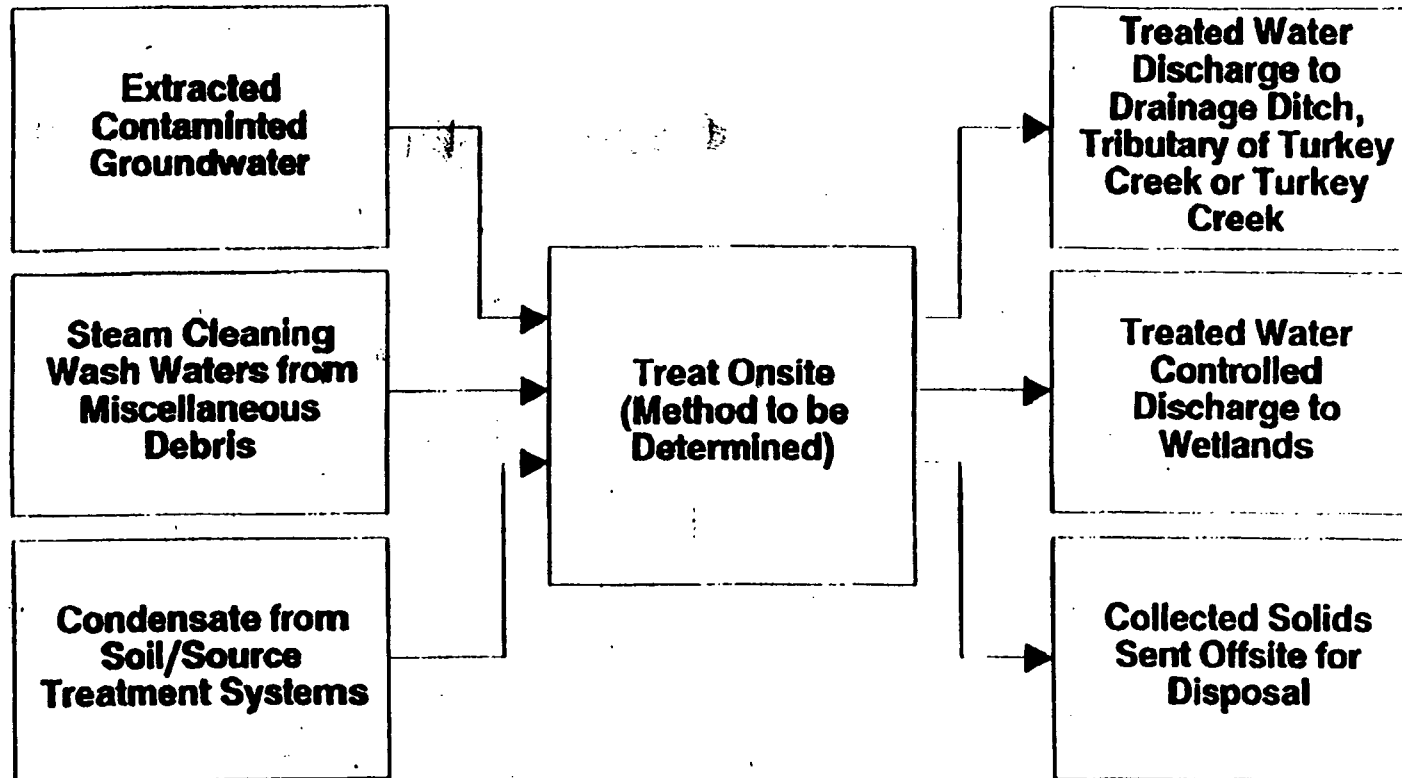 Extracted
Contaminted
Groundwater
Steam Cleaning
Wash Waters from
Miscellaneous
Debris
Condensate from
Soil/Source
Treatment Systems
Treat Onsite
(Method to be
Determined)
Treated Water
Discharge to
Drainage Ditch,
Tributary of Turkey
Creek or Turkey
Creek
Treated Water
Controlled
Discharge to
Wetlands
Collected Solids
Sent Offsite for
Disposal